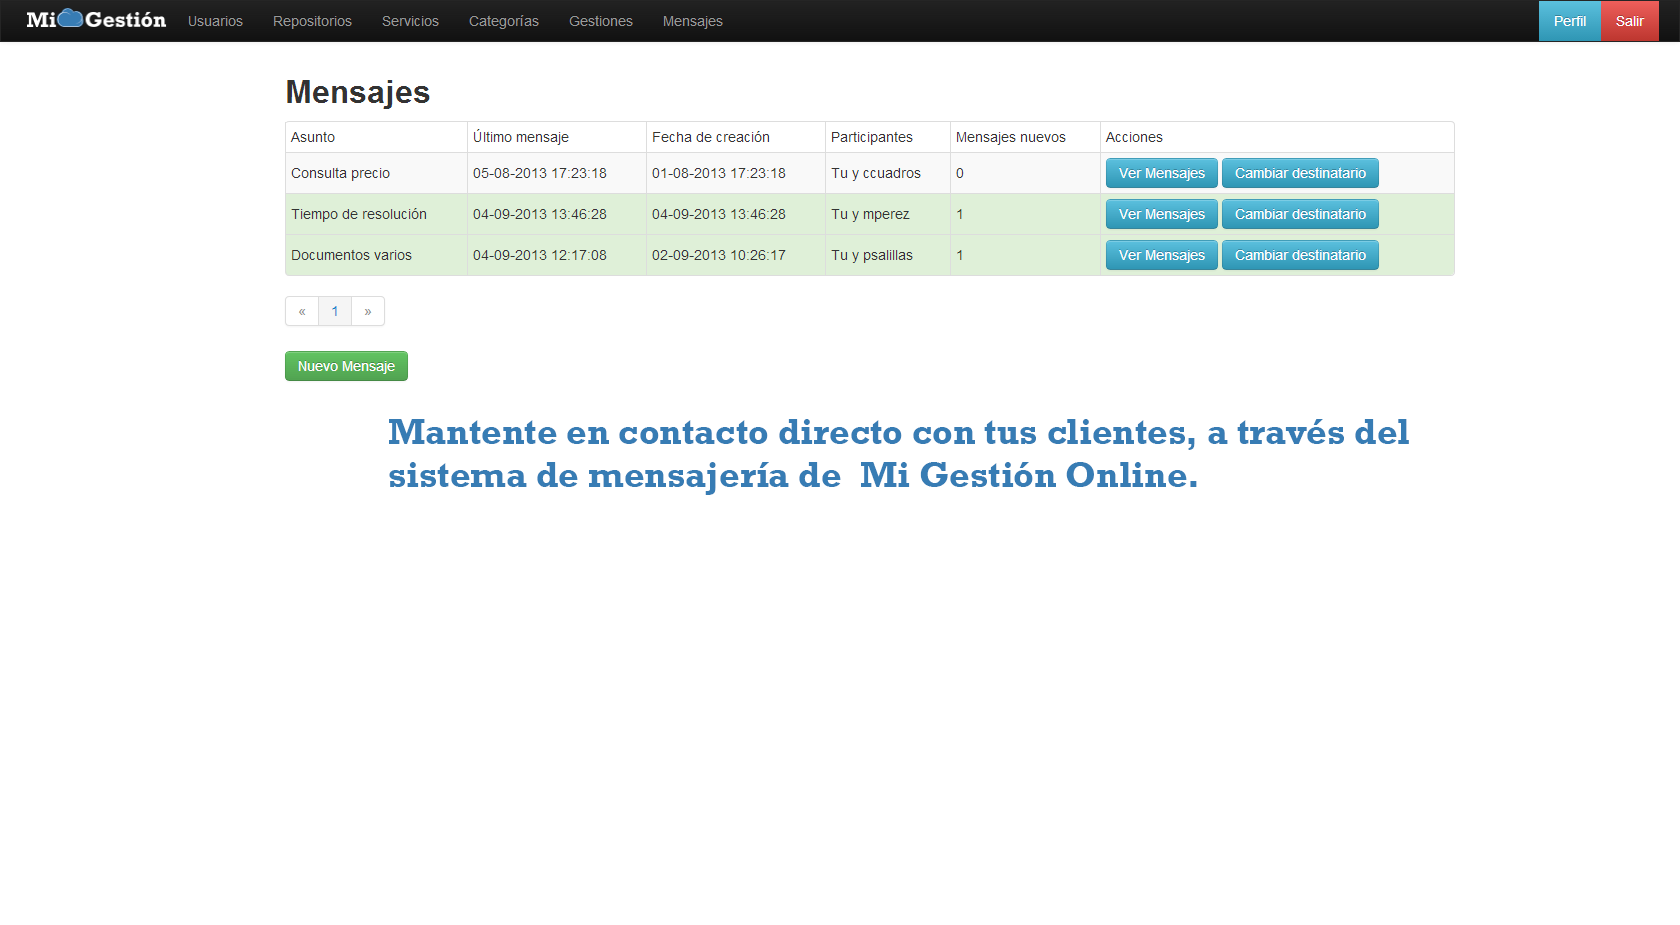 Mi Gestión Usuarios Repositorios Servicios Categorías Gestiones Mensajes Perfil Salir
Mensajes
Asunto Último mensaje Fecha de creación Participantes Mensajes nuevos Acciones
Consulta precio 05-08-2013 17:23:18 01-08-2013 17:23:18 Tu y ccuadros 0 Ver Mensajes Cambiar destinatario
Tiempo de resolución 04-09-2013 13:46:28 04-09-2013 13:46:28 Tu y mperez 1 Ver Mensajes Cambiar destinatario
Documentos varios 04-09-2013 12:17:08 02-09-2013 10:26:17 Tu y psalillas 1 Ver Mensajes Cambiar destinatario
« 1 »
Nuevo Mensaje
Mantente en contacto directo con tus clientes, a través del
sistema de mensajería de  Mi Gestión Online.